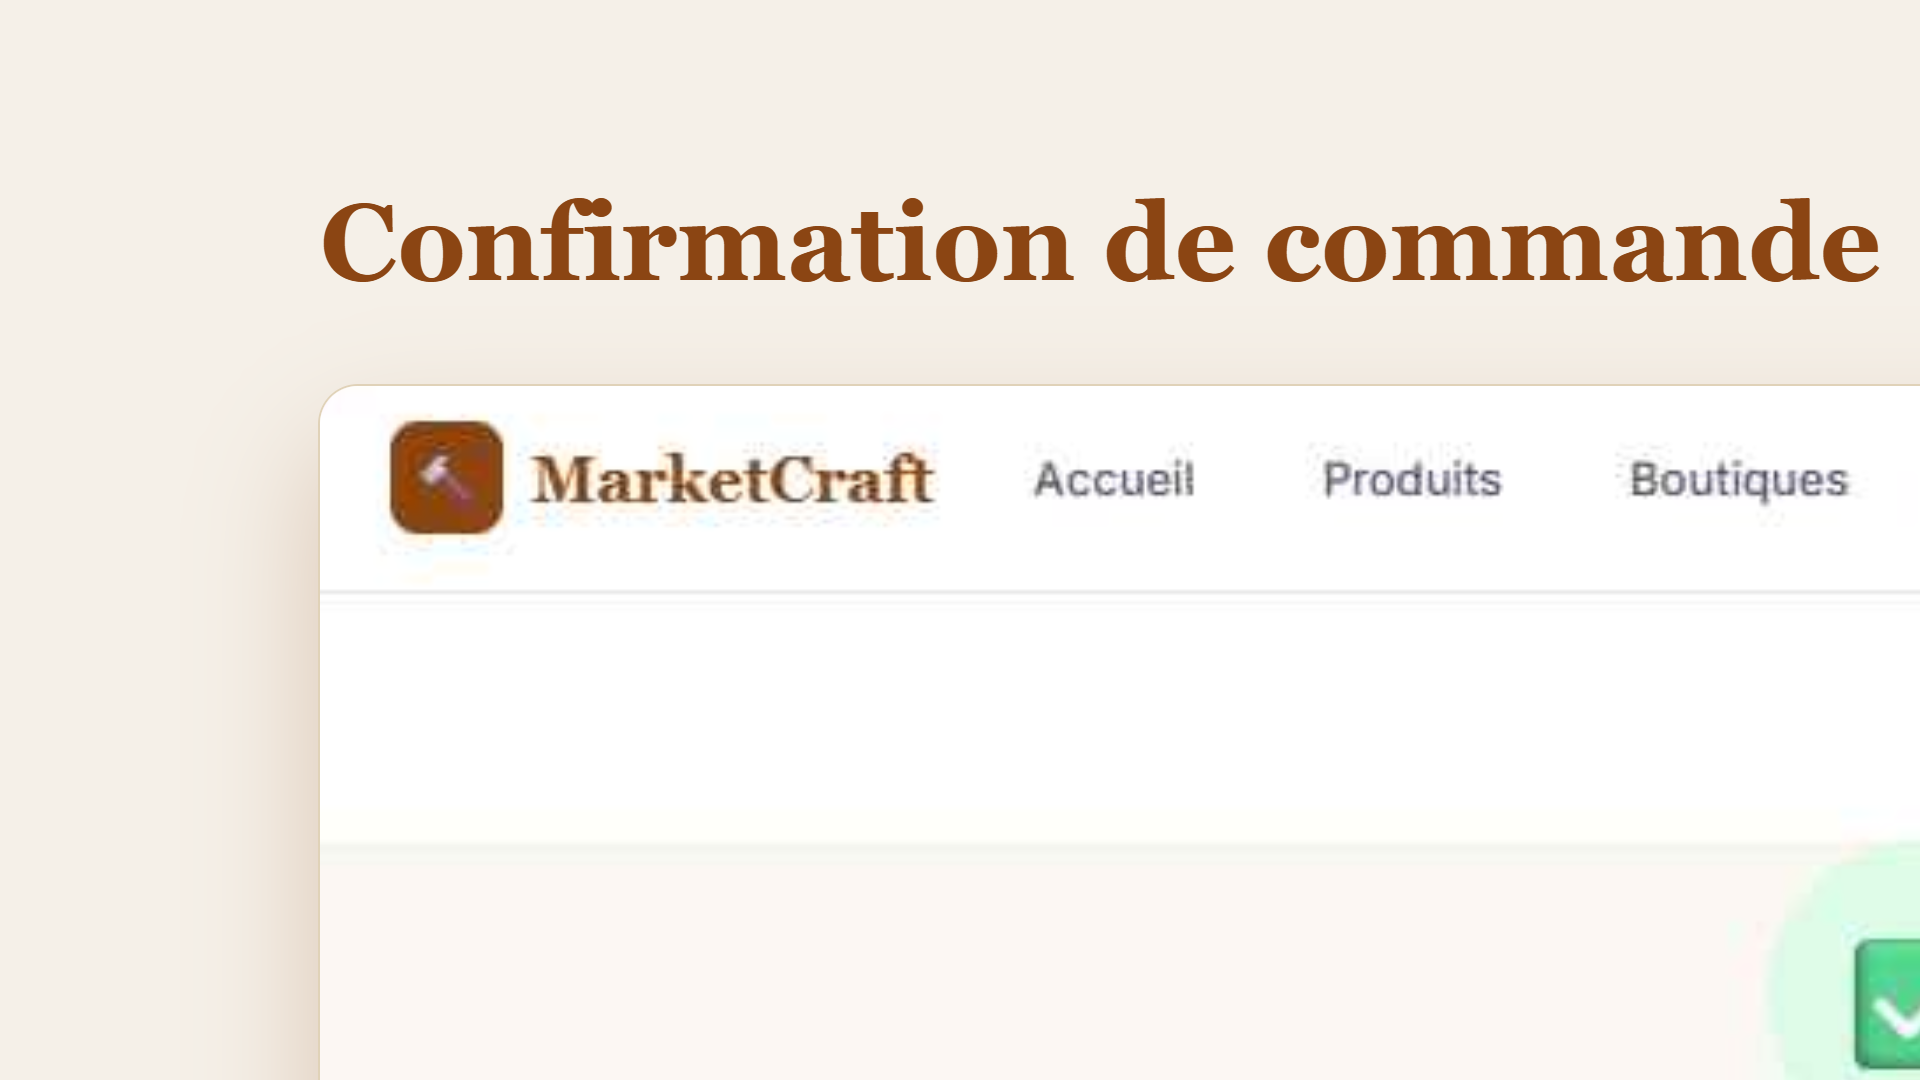 Confirmation de commande
MarketCraft Accueil Produits Boutiques